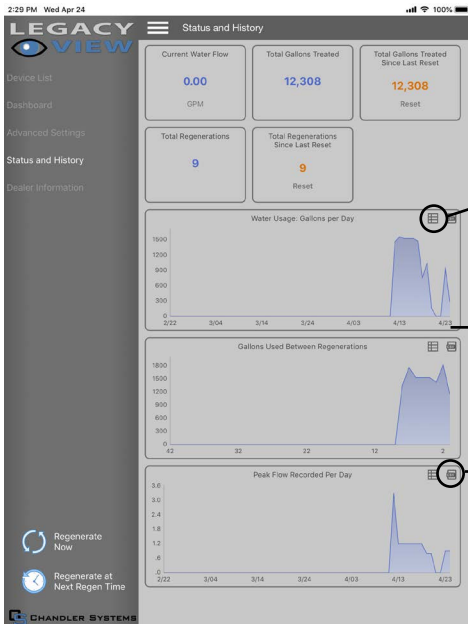 2:29 PM Wed Apr 24
100%
LEGACY
VIEW
Status and History
Device List
Dashboard
Advanced Settings
Status and History
Dealer Information
Regenerate
Now
Regenerate at
Next Regen Time
CHANDLER SYSTEMS
Current Water Flow
0.00
GPM
Total Gallons Treated
12,308
Total Gallons Treated
Since Last Reset
12,308
Reset
Total Regenerations
9
Total Regenerations
Since Last Reset
9
Reset
Water Usage: Gallons per Day
1500
1200
900
600
300
0
2/22 3/04 3/14 3/24 4/03 4/13 4/23
Gallons Used Between Regenerations
1800
1500
1200
900
600
300
0
42 32 22 12 2
Peak Flow Recorded Per Day
3.6
3.0
2.4
1.8
1.2
.6
.0
2/22 3/04 3/14 3/24 4/03 4/13 4/23